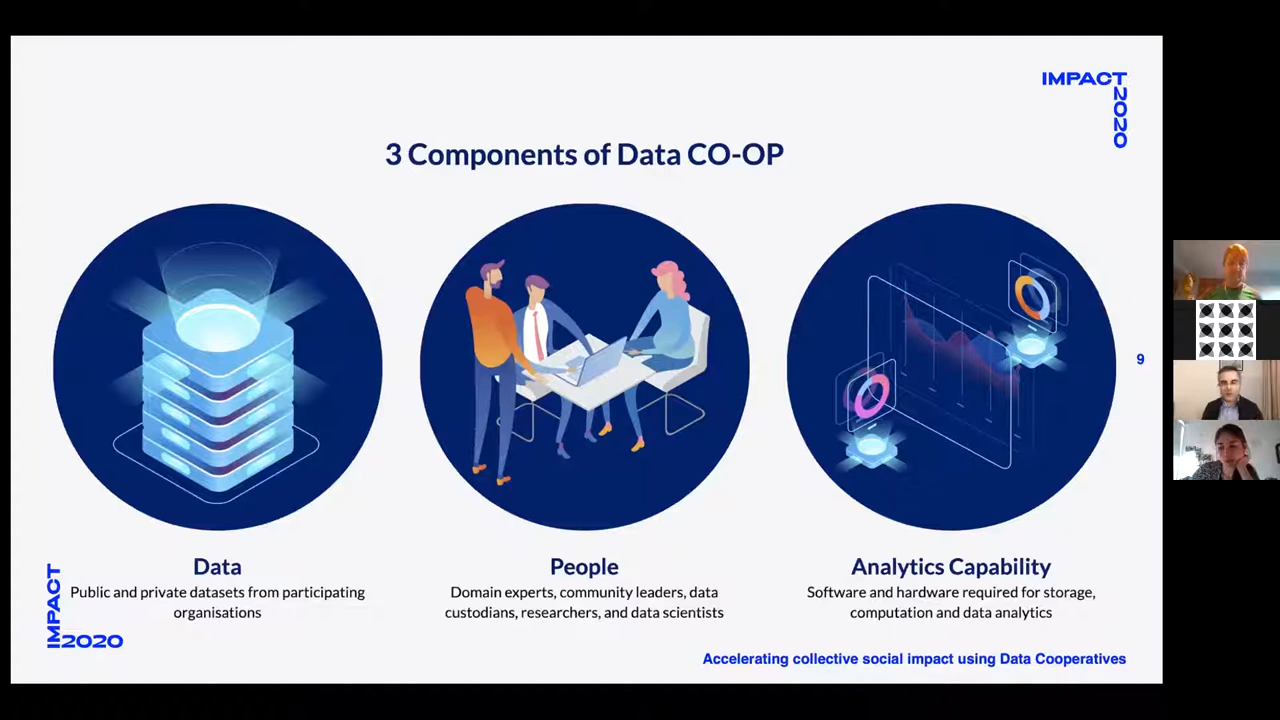 IMPACT
2020
3 Components of Data CO-OP
9
Data
Public and private datasets from participating
organisations
People
Domain experts, community leaders, data
custodians, researchers, and data scientists
Analytics Capability
Software and hardware required for storage,
computation and data analytics
IMPACT
2020
Accelerating collective social impact using Data Cooperatives